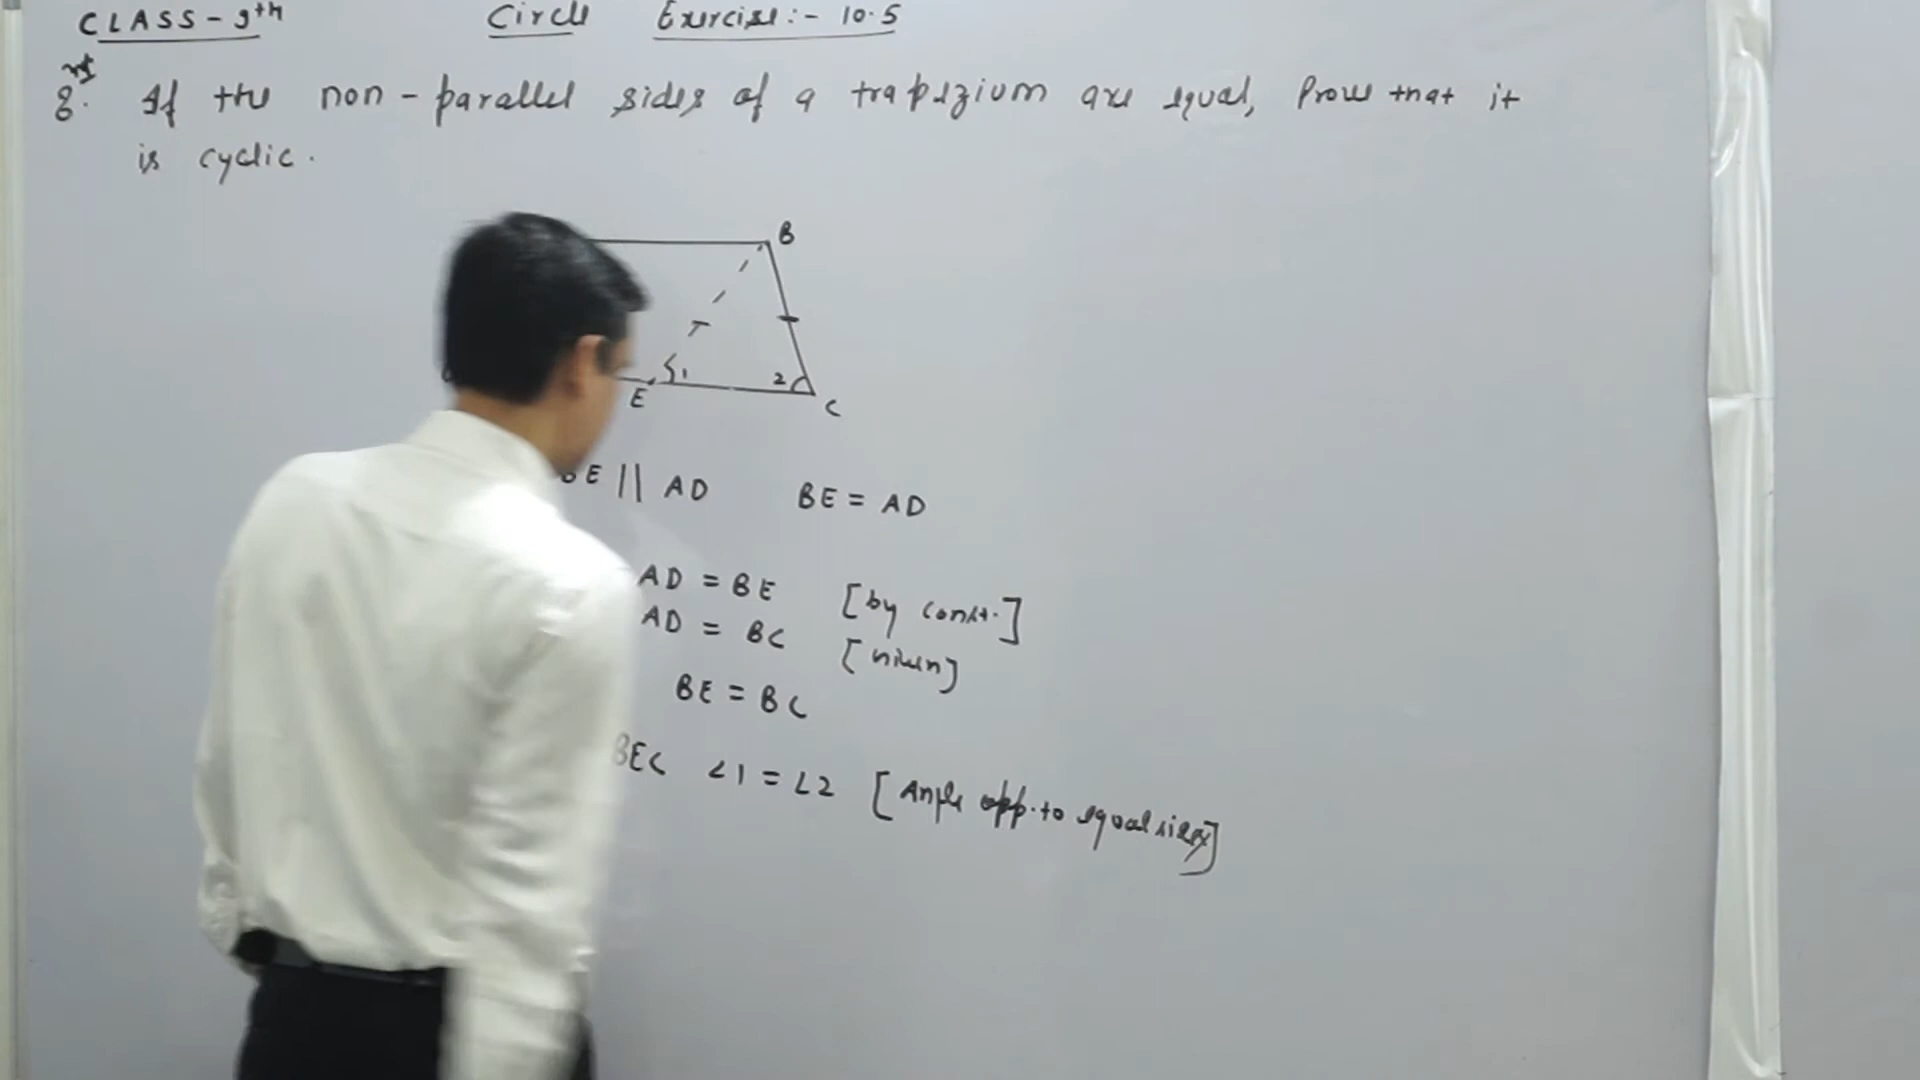 CLASS - 9th Circle Exercise:- 10.5
8. If the non-parallel sides of a trapezium are equal, Prove that it
is cyclic.
B
T
1 2
E C
BE || AD BE = AD
AD = BE [by const.]
AD = BC
BE = BC
BEC ∠1 = ∠2 [Angle opp. to equal sides]